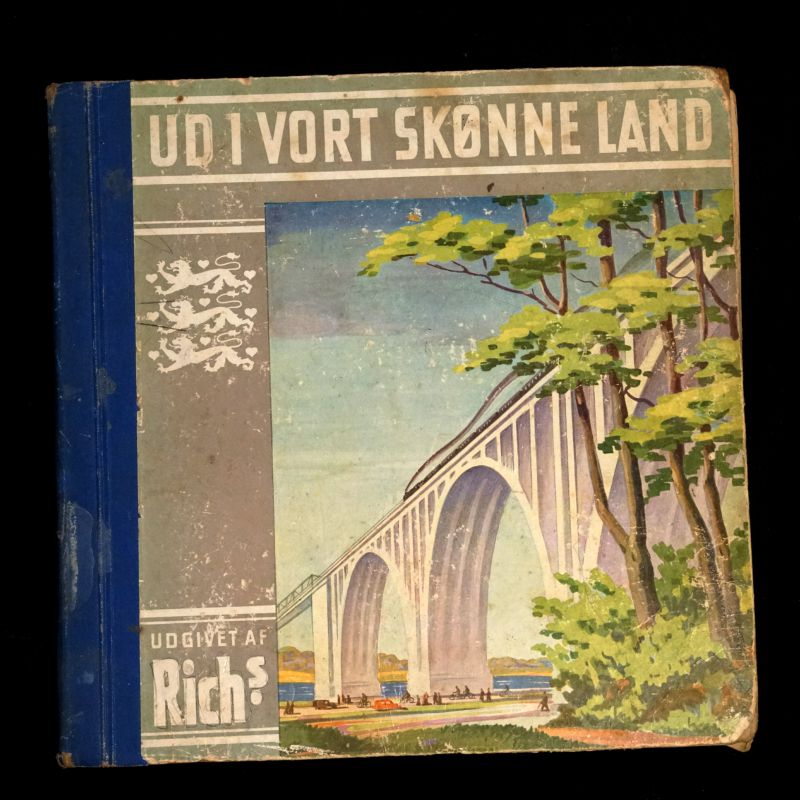 UD I VORT SKØNNE LAND
UDGIVET AF
Richs.